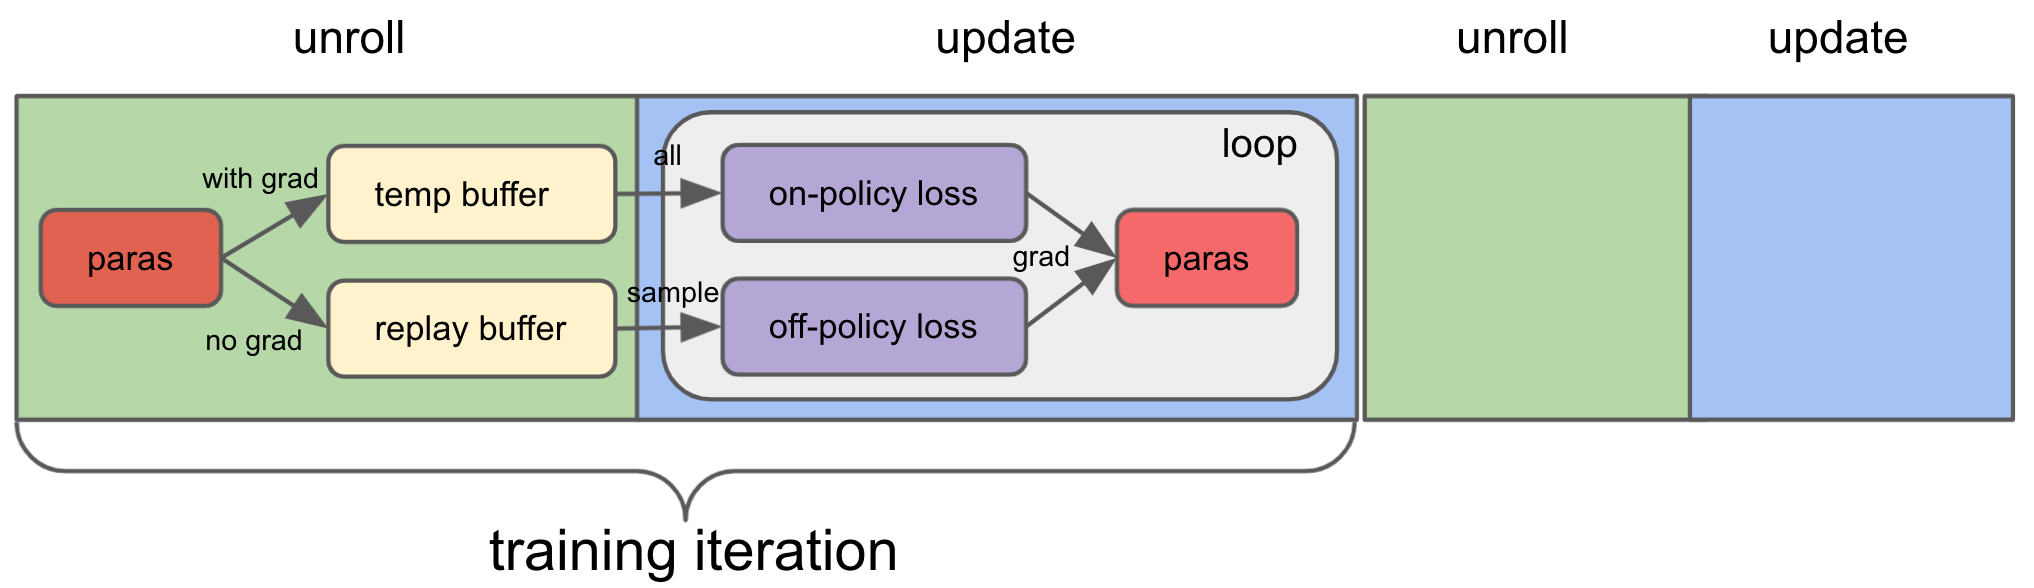 unroll
update
unroll
update
loop
with grad
temp buffer
all
on-policy loss
paras
grad
paras
no grad
replay buffer
sample
off-policy loss
training iteration